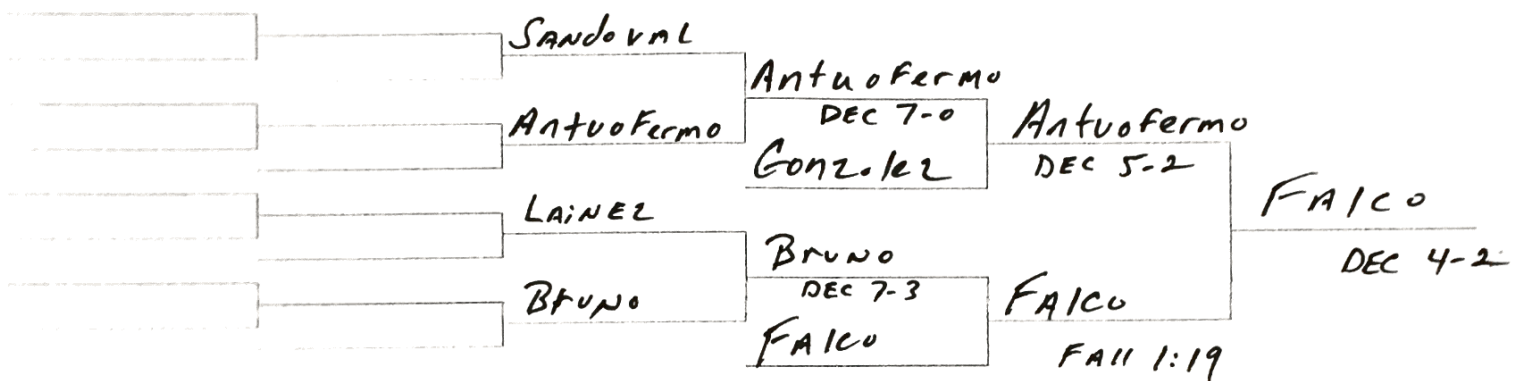 SANdoVAL
AntuoFermo
LAiNEZ
BruNo
AntuoFermo
DEC 7-0
Gonzalez
BruNo
DEC 7-3
FAlco
Antuofermo
DEC 5-2
FAlco
FAll 1:19
FAlco
DEC 4-2